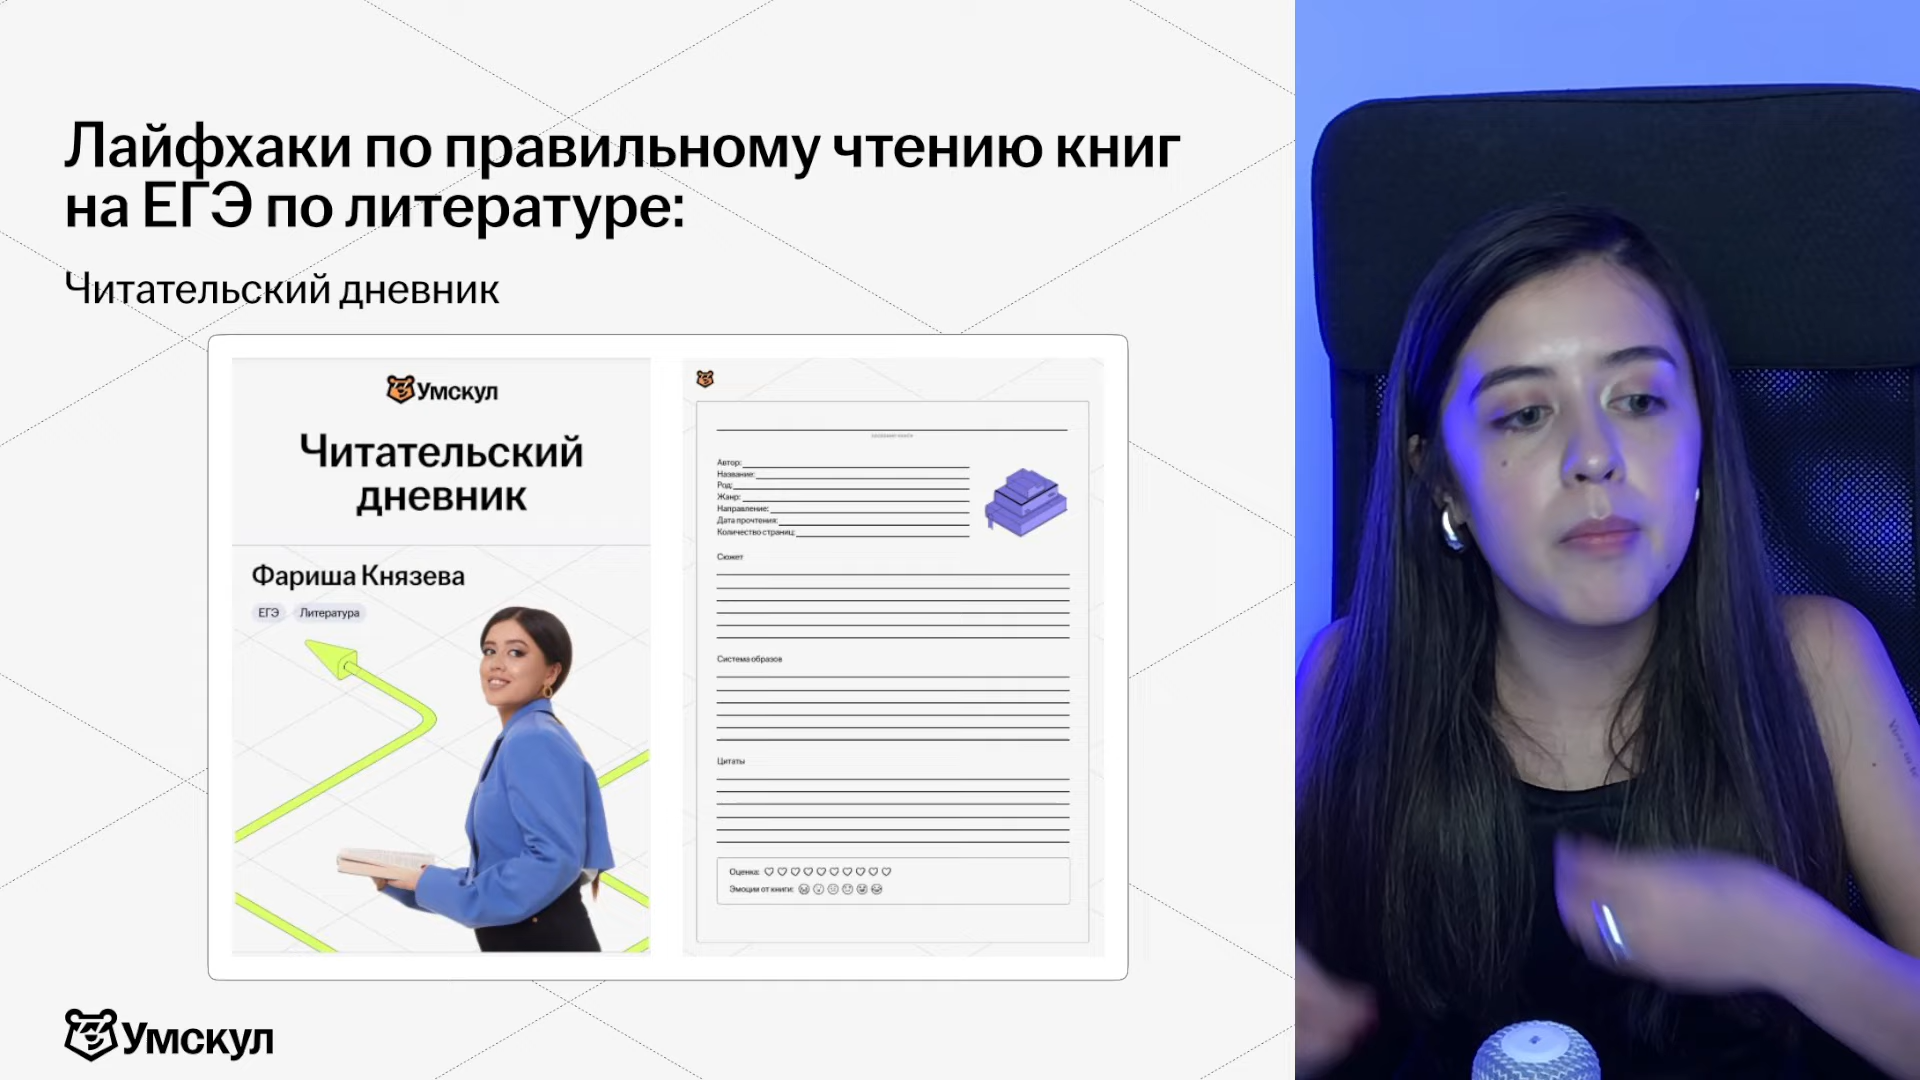 Лайфхаки по правильному чтению книг
на ЕГЭ по литературе:
Читательский дневник
Умскул
Читательский
дневник
Фариша Князева
ЕГЭ Литература
Автор:
Название:
Род:
Жанр:
Направление:
Дата прочтения:
Количество страниц:
Сюжет
Система образов
Цитаты
Оценка:
Эмоции от книги:
Умскул